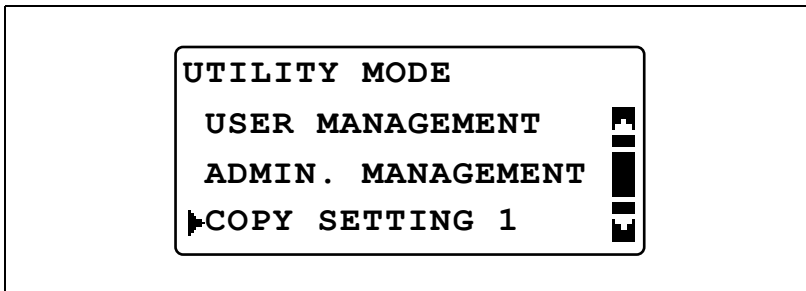 UTILITY MODE
USER MANAGEMENT
ADMIN. MANAGEMENT
COPY SETTING 1